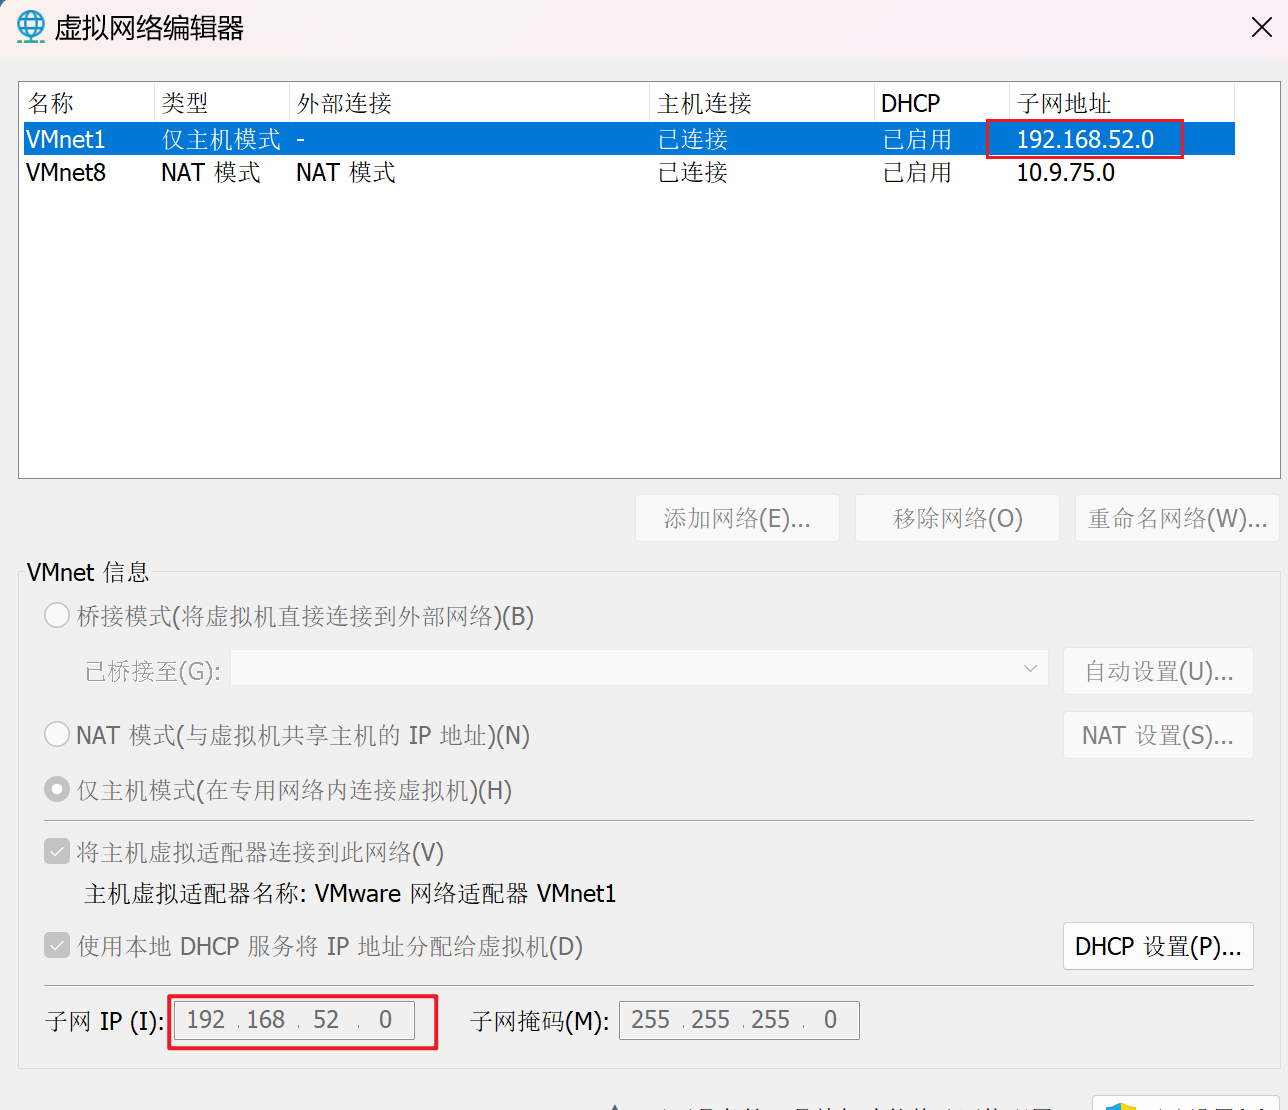 虚拟网络编辑器
名称 类型 外部连接 主机连接 DHCP 子网地址
VMnet1 仅主机模式 - 已连接 已启用 192.168.52.0
VMnet8 NAT 模式 NAT 模式 已连接 已启用 10.9.75.0
添加网络(E)... 移除网络(O) 重命名网络(W)...
VMnet 信息
桥接模式(将虚拟机直接连接到外部网络)(B)
已桥接至(G): 自动设置(U)...
NAT 模式(与虚拟机共享主机的 IP 地址)(N) NAT 设置(S)...
仅主机模式(在专用网络内连接虚拟机)(H)
将主机虚拟适配器连接到此网络(V)
主机虚拟适配器名称: VMware 网络适配器 VMnet1
使用本地 DHCP 服务将 IP 地址分配给虚拟机(D) DHCP 设置(P)...
子网 IP (I): 192 . 168 . 52 . 0 子网掩码(M): 255 . 255 . 255 . 0